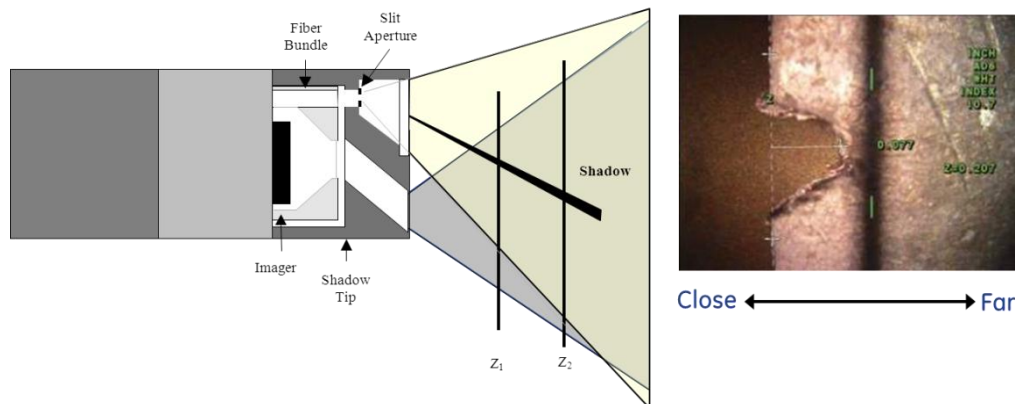 Slit
Aperture
Fiber
Bundle
Shadow
Imager
Shadow
Tip
Z1
Z2
INCH
ADS
WHT
INDEX
10.7
Z
0.077
Z=0.207
Close
Far